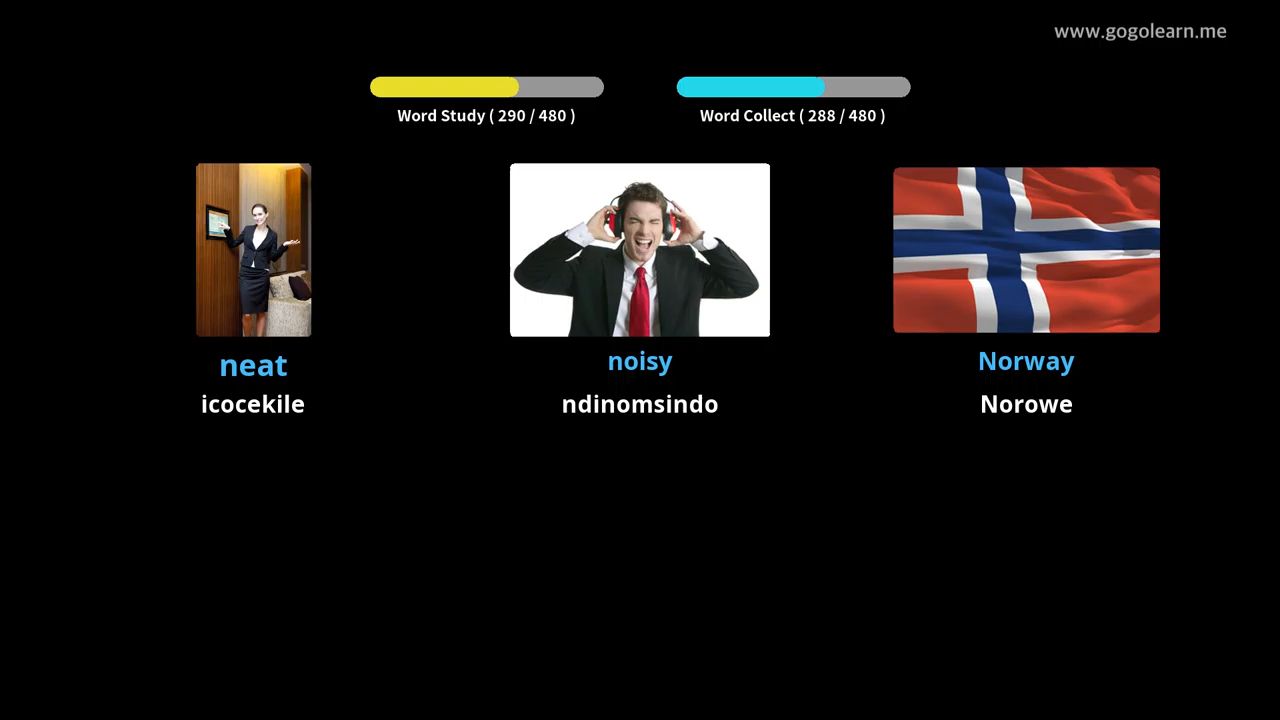 www.gogolearn.me
Word Study ( 290 / 480 )
Word Collect ( 288 / 480 )
neat
icocekile
noisy
ndinomsindo
Norway
Norowe